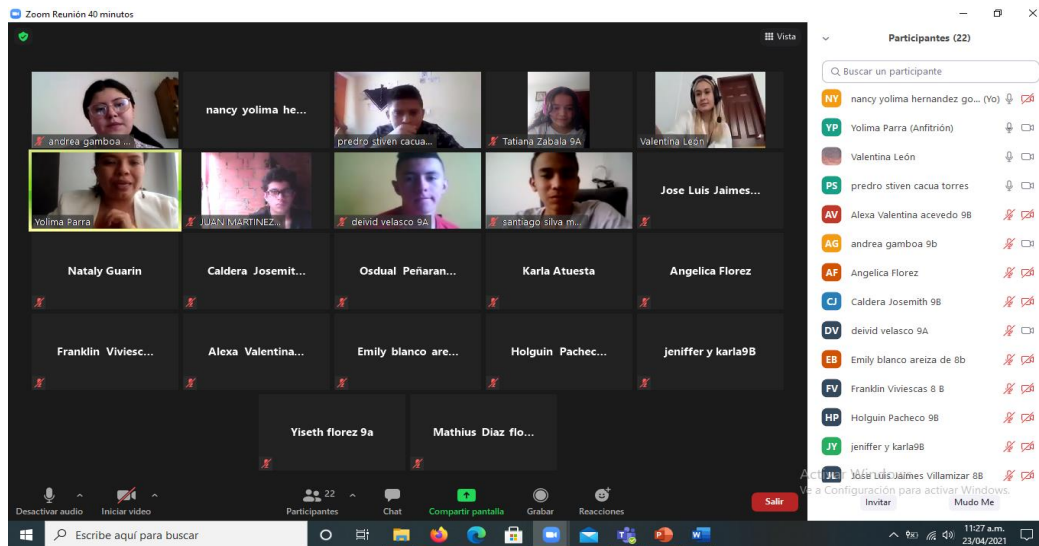 Zoom Reunión 40 minutos
Vista
andrea gamboa ...
nancy yolima he...
predro stiven cacua...
Tatiana Zabala 9A
Valentina León
Yolima Parra
JUAN MARTINEZ...
deivid velasco 9A
santiago silva m...
Jose Luis Jaimes...
Nataly Guarin
Caldera Josemit...
Osdual Peñaran...
Karla Atuesta
Angelica Florez
Franklin Viviesc...
Alexa Valentina...
Emily blanco are...
Holguin Pachec...
jeniffer y karla9B
Yiseth florez 9a
Mathius Diaz flo...
Desactivar audio
Iniciar video
22
Participantes
Chat
Compartir pantalla
Grabar
Reacciones
Salir
Participantes (22)
Buscar un participante
NY nancy yolima hernandez go... (Yo)
YP Yolima Parra (Anfitrión)
Valentina León
PS predro stiven cacua torres
AV Alexa Valentina acevedo 9B
AG andrea gamboa 9b
AF Angelica Florez
CJ Caldera Josemith 9B
DV deivid velasco 9A
EB Emily blanco areiza de 8b
FV Franklin Viviescas 8 B
HP Holguin Pacheco 9B
JY jeniffer y karla9B
JL Jose Luis Jaimes Villamizar 8B
Activar Windows
Ve a Configuración para activar Windows.
Invitar
Mudo Me
Escribe aquí para buscar
11:27 a.m.
23/04/2021